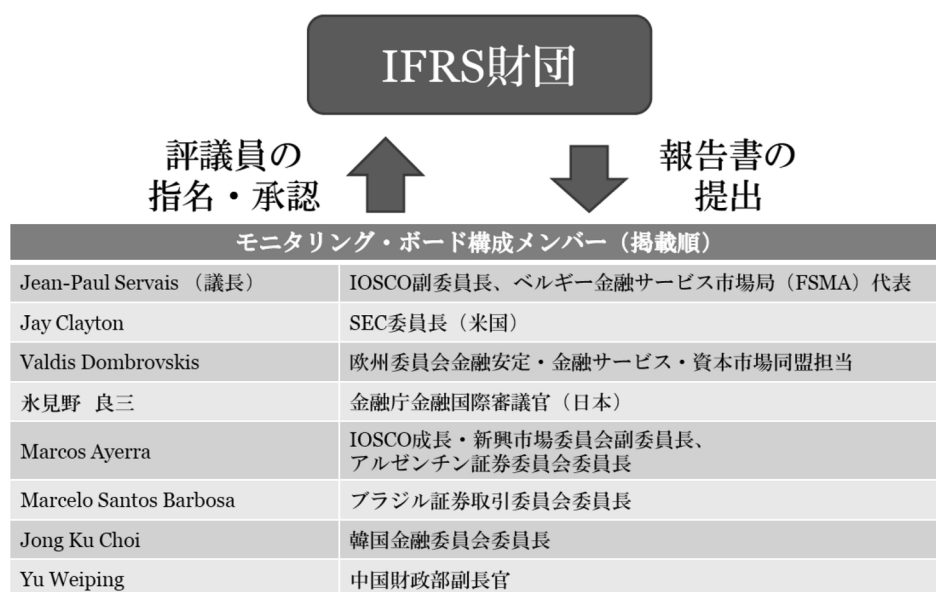 IFRS財団
評議員の
指名・承認
報告書の
提出
モニタリング・ボード構成メンバー（掲載順）
Jean-Paul Servais （議長） IOSCO副委員長、ベルギー金融サービス市場局（FSMA）代表
Jay Clayton SEC委員長（米国）
Valdis Dombrovskis 欧州委員会金融安定・金融サービス・資本市場同盟担当
氷見野 良三 金融庁金融国際審議官（日本）
Marcos Ayerra IOSCO成長・新興市場委員会副委員長、
アルゼンチン証券委員会委員長
Marcelo Santos Barbosa ブラジル証券取引委員会委員長
Jong Ku Choi 韓国金融委員会委員長
Yu Weiping 中国財政部副長官